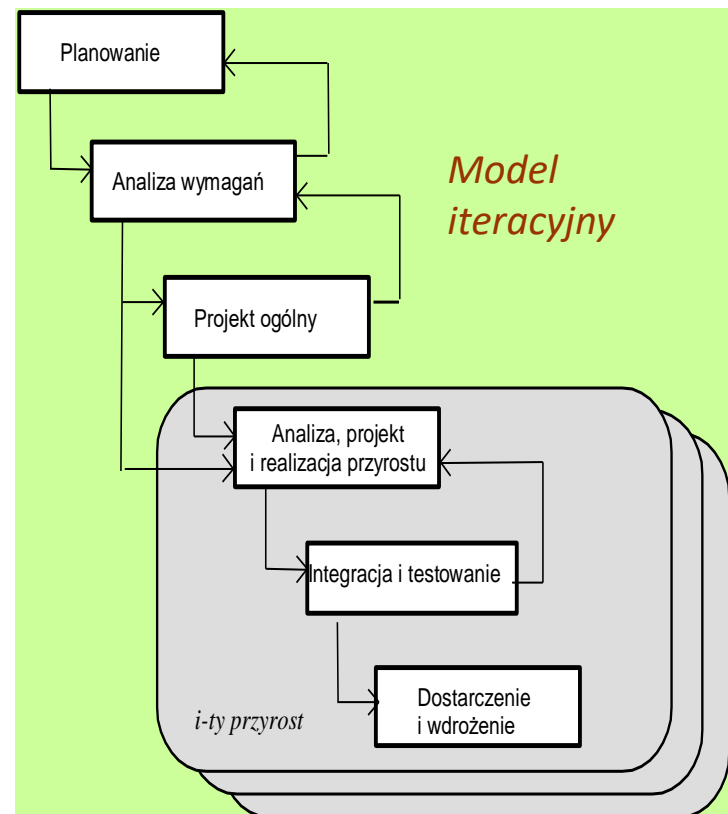 Planowanie
Analiza wymagań
Model
iteracyjny
Projekt ogólny
Analiza, projekt
i realizacja przyrostu
Integracja i testowanie
Dostarczenie
i wdrożenie
i-ty przyrost